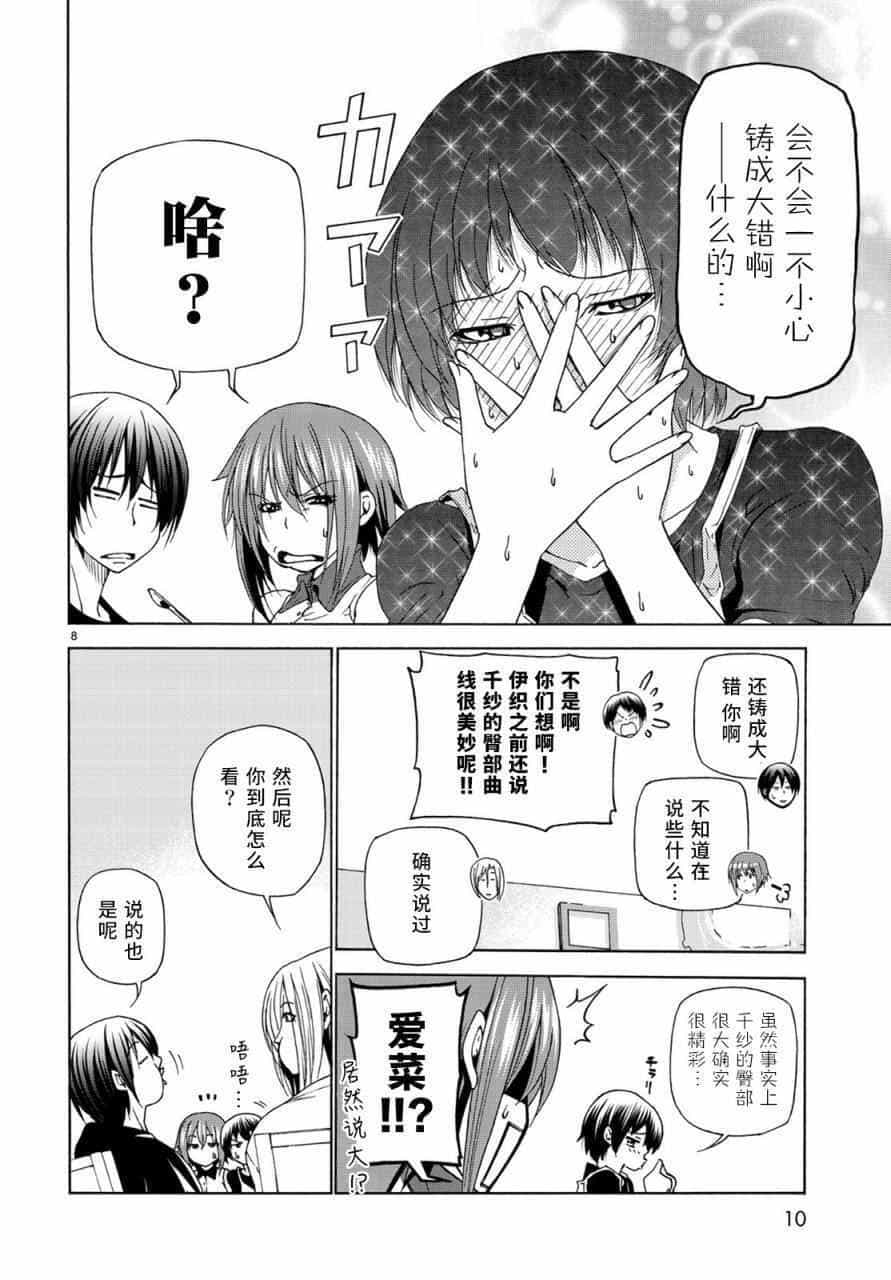 会不会一不小心
铸成大错啊
——什么的…
カァァァ
啥？
8
还铸成大
错你啊
不是啊
你们想啊！
伊织之前还说
千纱的臀部曲
线很美妙呢!!
不知道在
说些什么…
确实说过
虽然事实上
千纱的臀部
很大确实
很精彩…
チラリ
爱菜!!?
居然说大!?
然后呢
你到底怎么
看？
说的也
是呢
唔唔…
10